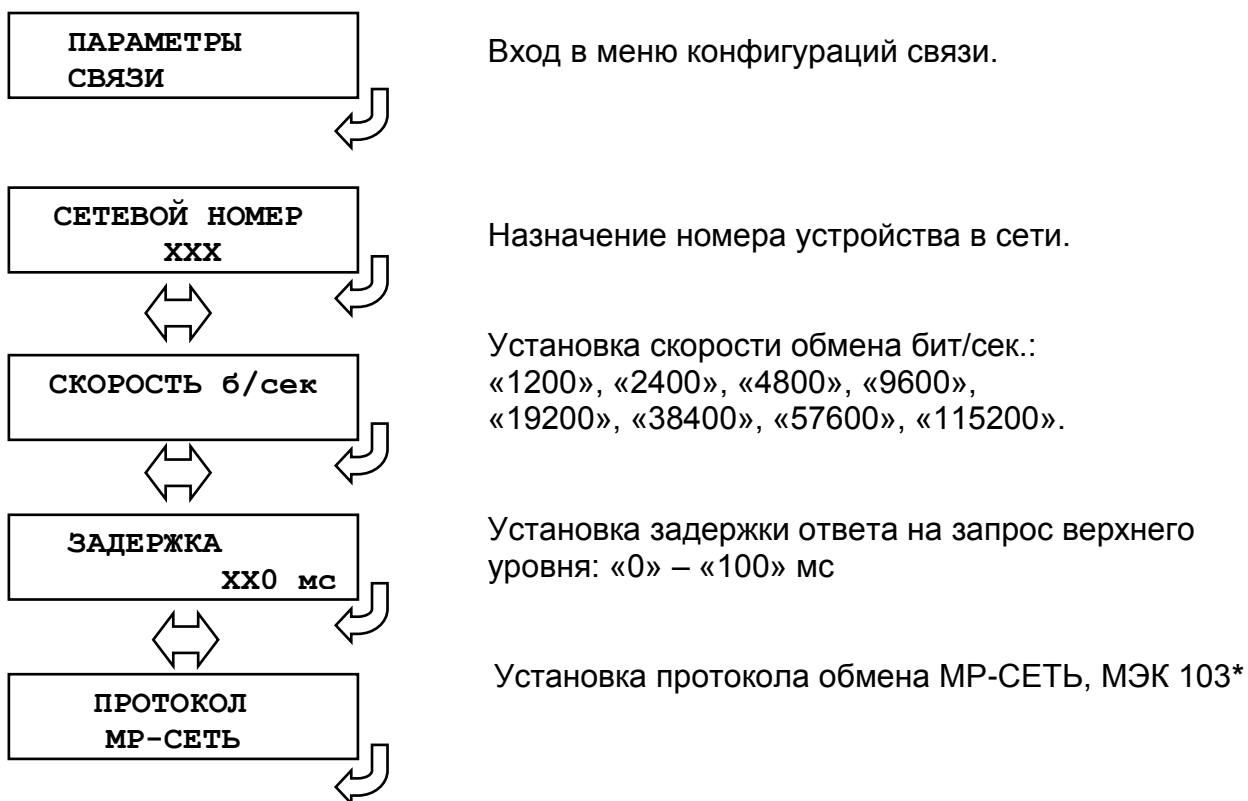 ПАРАМЕТРЫ
СВЯЗИ
Вход в меню конфигураций связи.
СЕТЕВОЙ НОМЕР
XXX
Назначение номера устройства в сети.
СКОРОСТЬ б/сек
Установка скорости обмена бит/сек.:
«1200», «2400», «4800», «9600»,
«19200», «38400», «57600», «115200».
ЗАДЕРЖКА
XX0 мс
Установка задержки ответа на запрос верхнего
уровня: «0» – «100» мс
ПРОТОКОЛ
МР-СЕТЬ
Установка протокола обмена МР-СЕТЬ, МЭК 103*